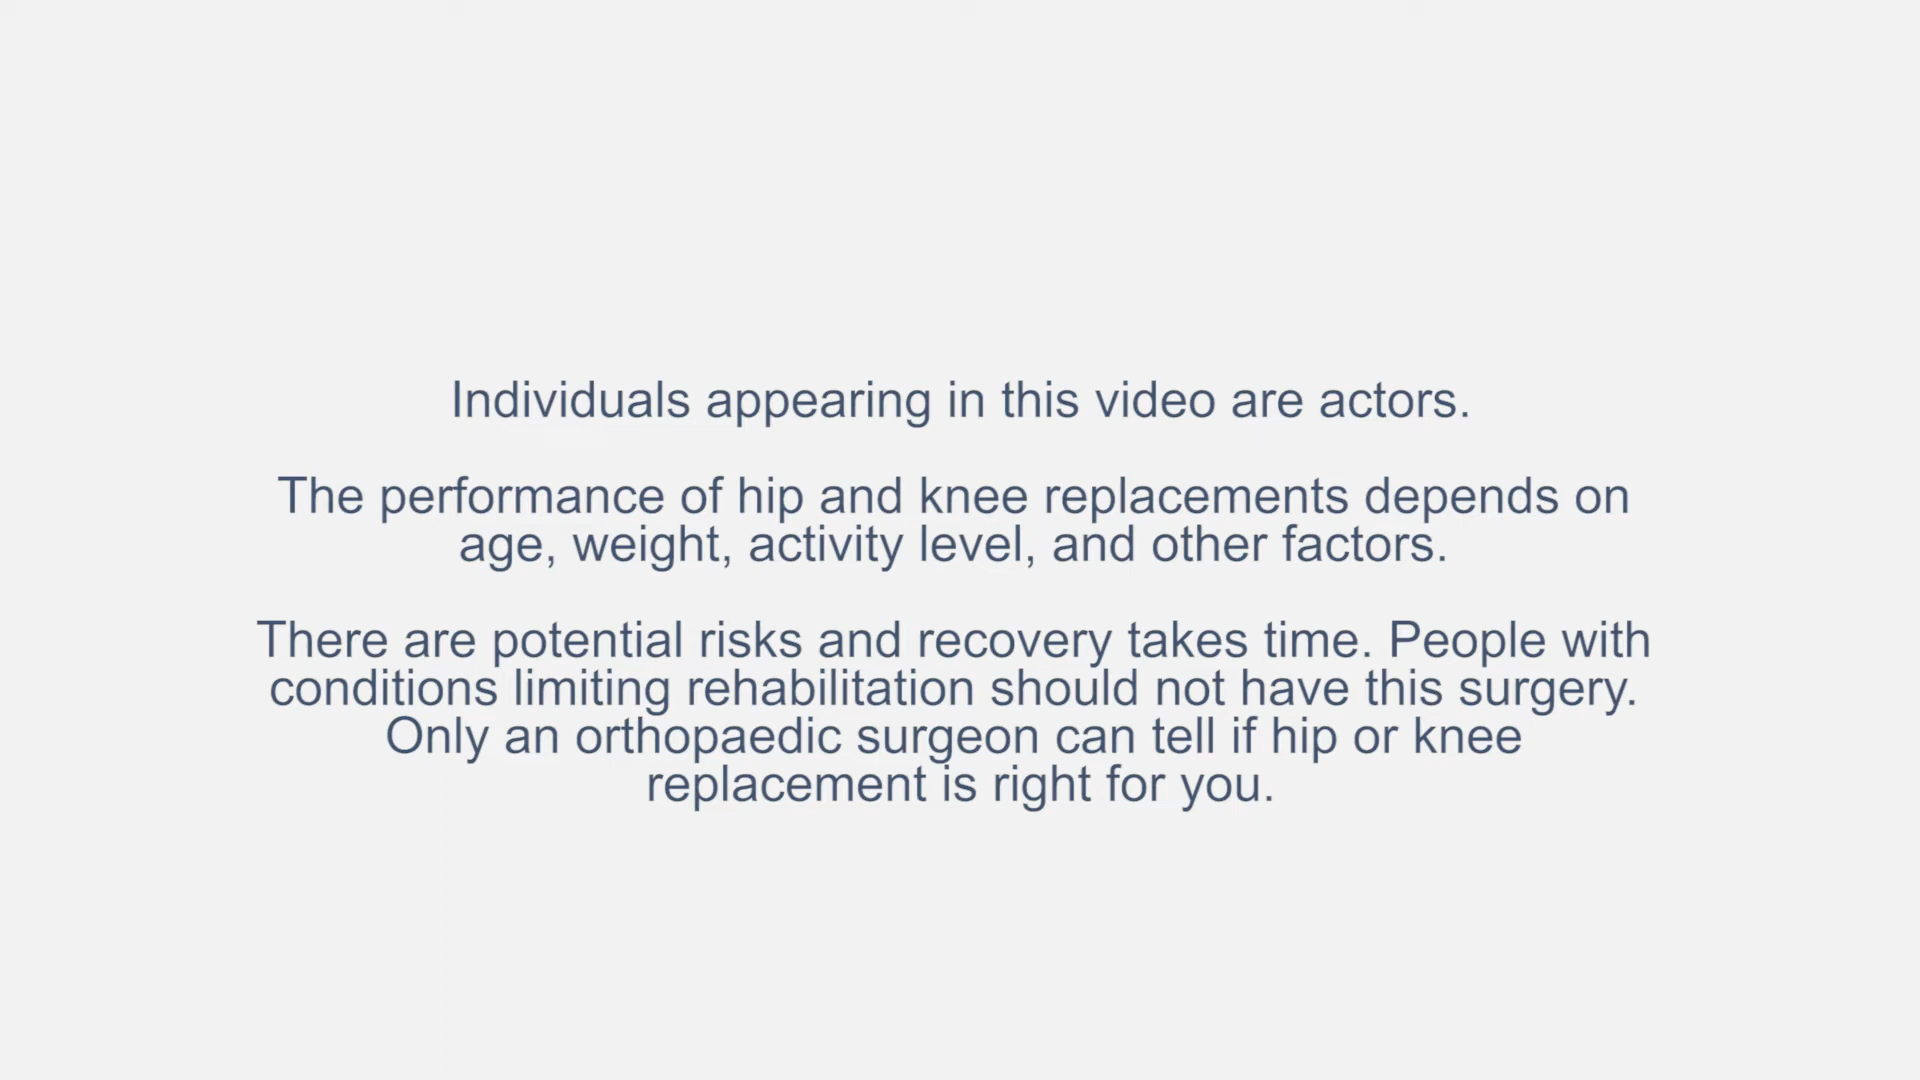 Individuals appearing in this video are actors.
The performance of hip and knee replacements depends on
age, weight, activity level, and other factors.
There are potential risks and recovery takes time. People with
conditions limiting rehabilitation should not have this surgery.
Only an orthopaedic surgeon can tell if hip or knee
replacement is right for you.